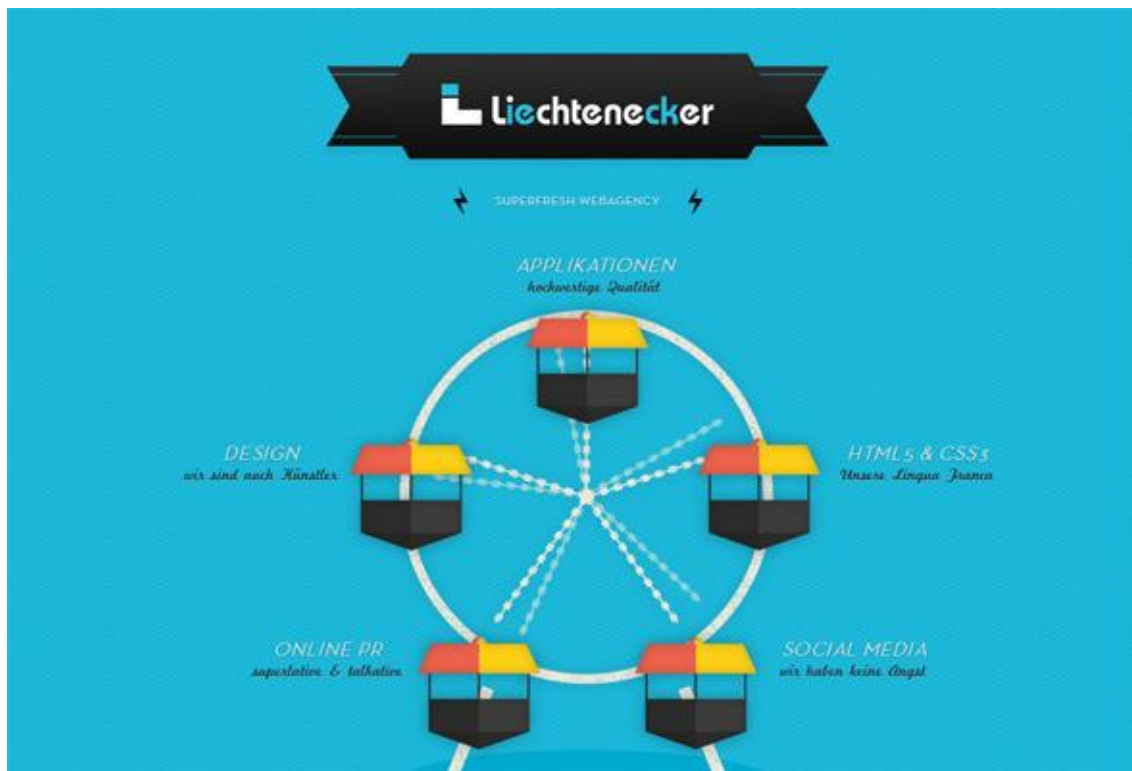 Liechtenecker
SUPERFRESH WEBAGENCY
APPLIKATIONEN
hochwertige Qualität
DESIGN
wir sind auch Künstler
HTML5 & CSS3
Unsere Lingua Franca
ONLINE PR
superlative & talkative
SOCIAL MEDIA
wir haben keine Angst